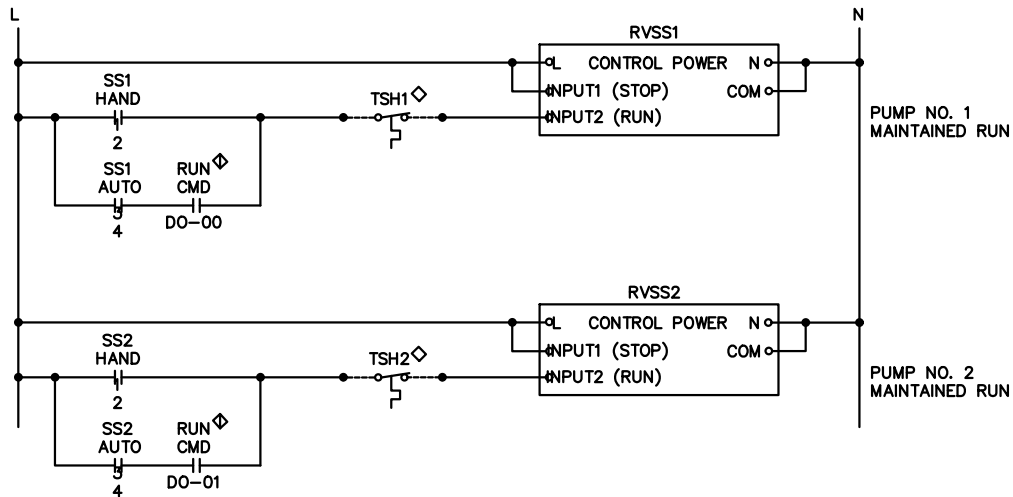 L
N
RVSS1
L CONTROL POWER N
SS1
HAND
TSH1
INPUT1 (STOP)
COM
INPUT2 (RUN)
PUMP NO. 1
MAINTAINED RUN
2
SS1
AUTO
RUN
CMD
3
4
DO-00
RVSS2
L CONTROL POWER N
SS2
HAND
TSH2
INPUT1 (STOP)
COM
INPUT2 (RUN)
PUMP NO. 2
MAINTAINED RUN
2
SS2
AUTO
RUN
CMD
3
4
DO-01